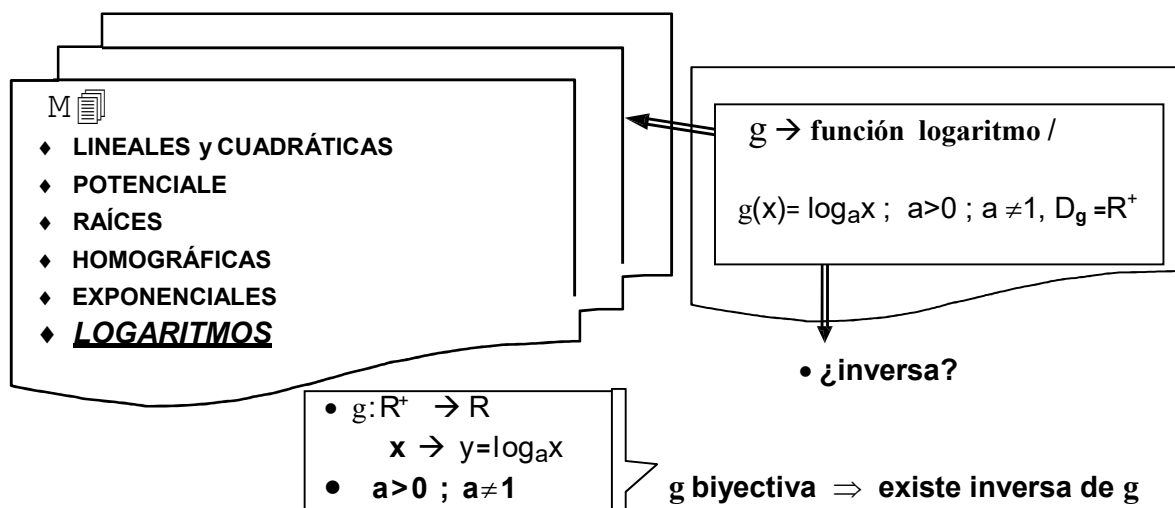 M
♦ LINEALES y CUADRÁTICAS
♦ POTENCIALE
♦ RAÍCES
♦ HOMOGRÁFICAS
♦ EXPONENCIALES
♦ LOGARITMOS
g → función logaritmo /
g(x)= logₐx ; a>0 ; a ≠1, D_g =R⁺
• ¿inversa?
• g:R⁺ → R
x → y=logₐx
• a>0 ; a≠1
g biyectiva ⇒ existe inversa de g